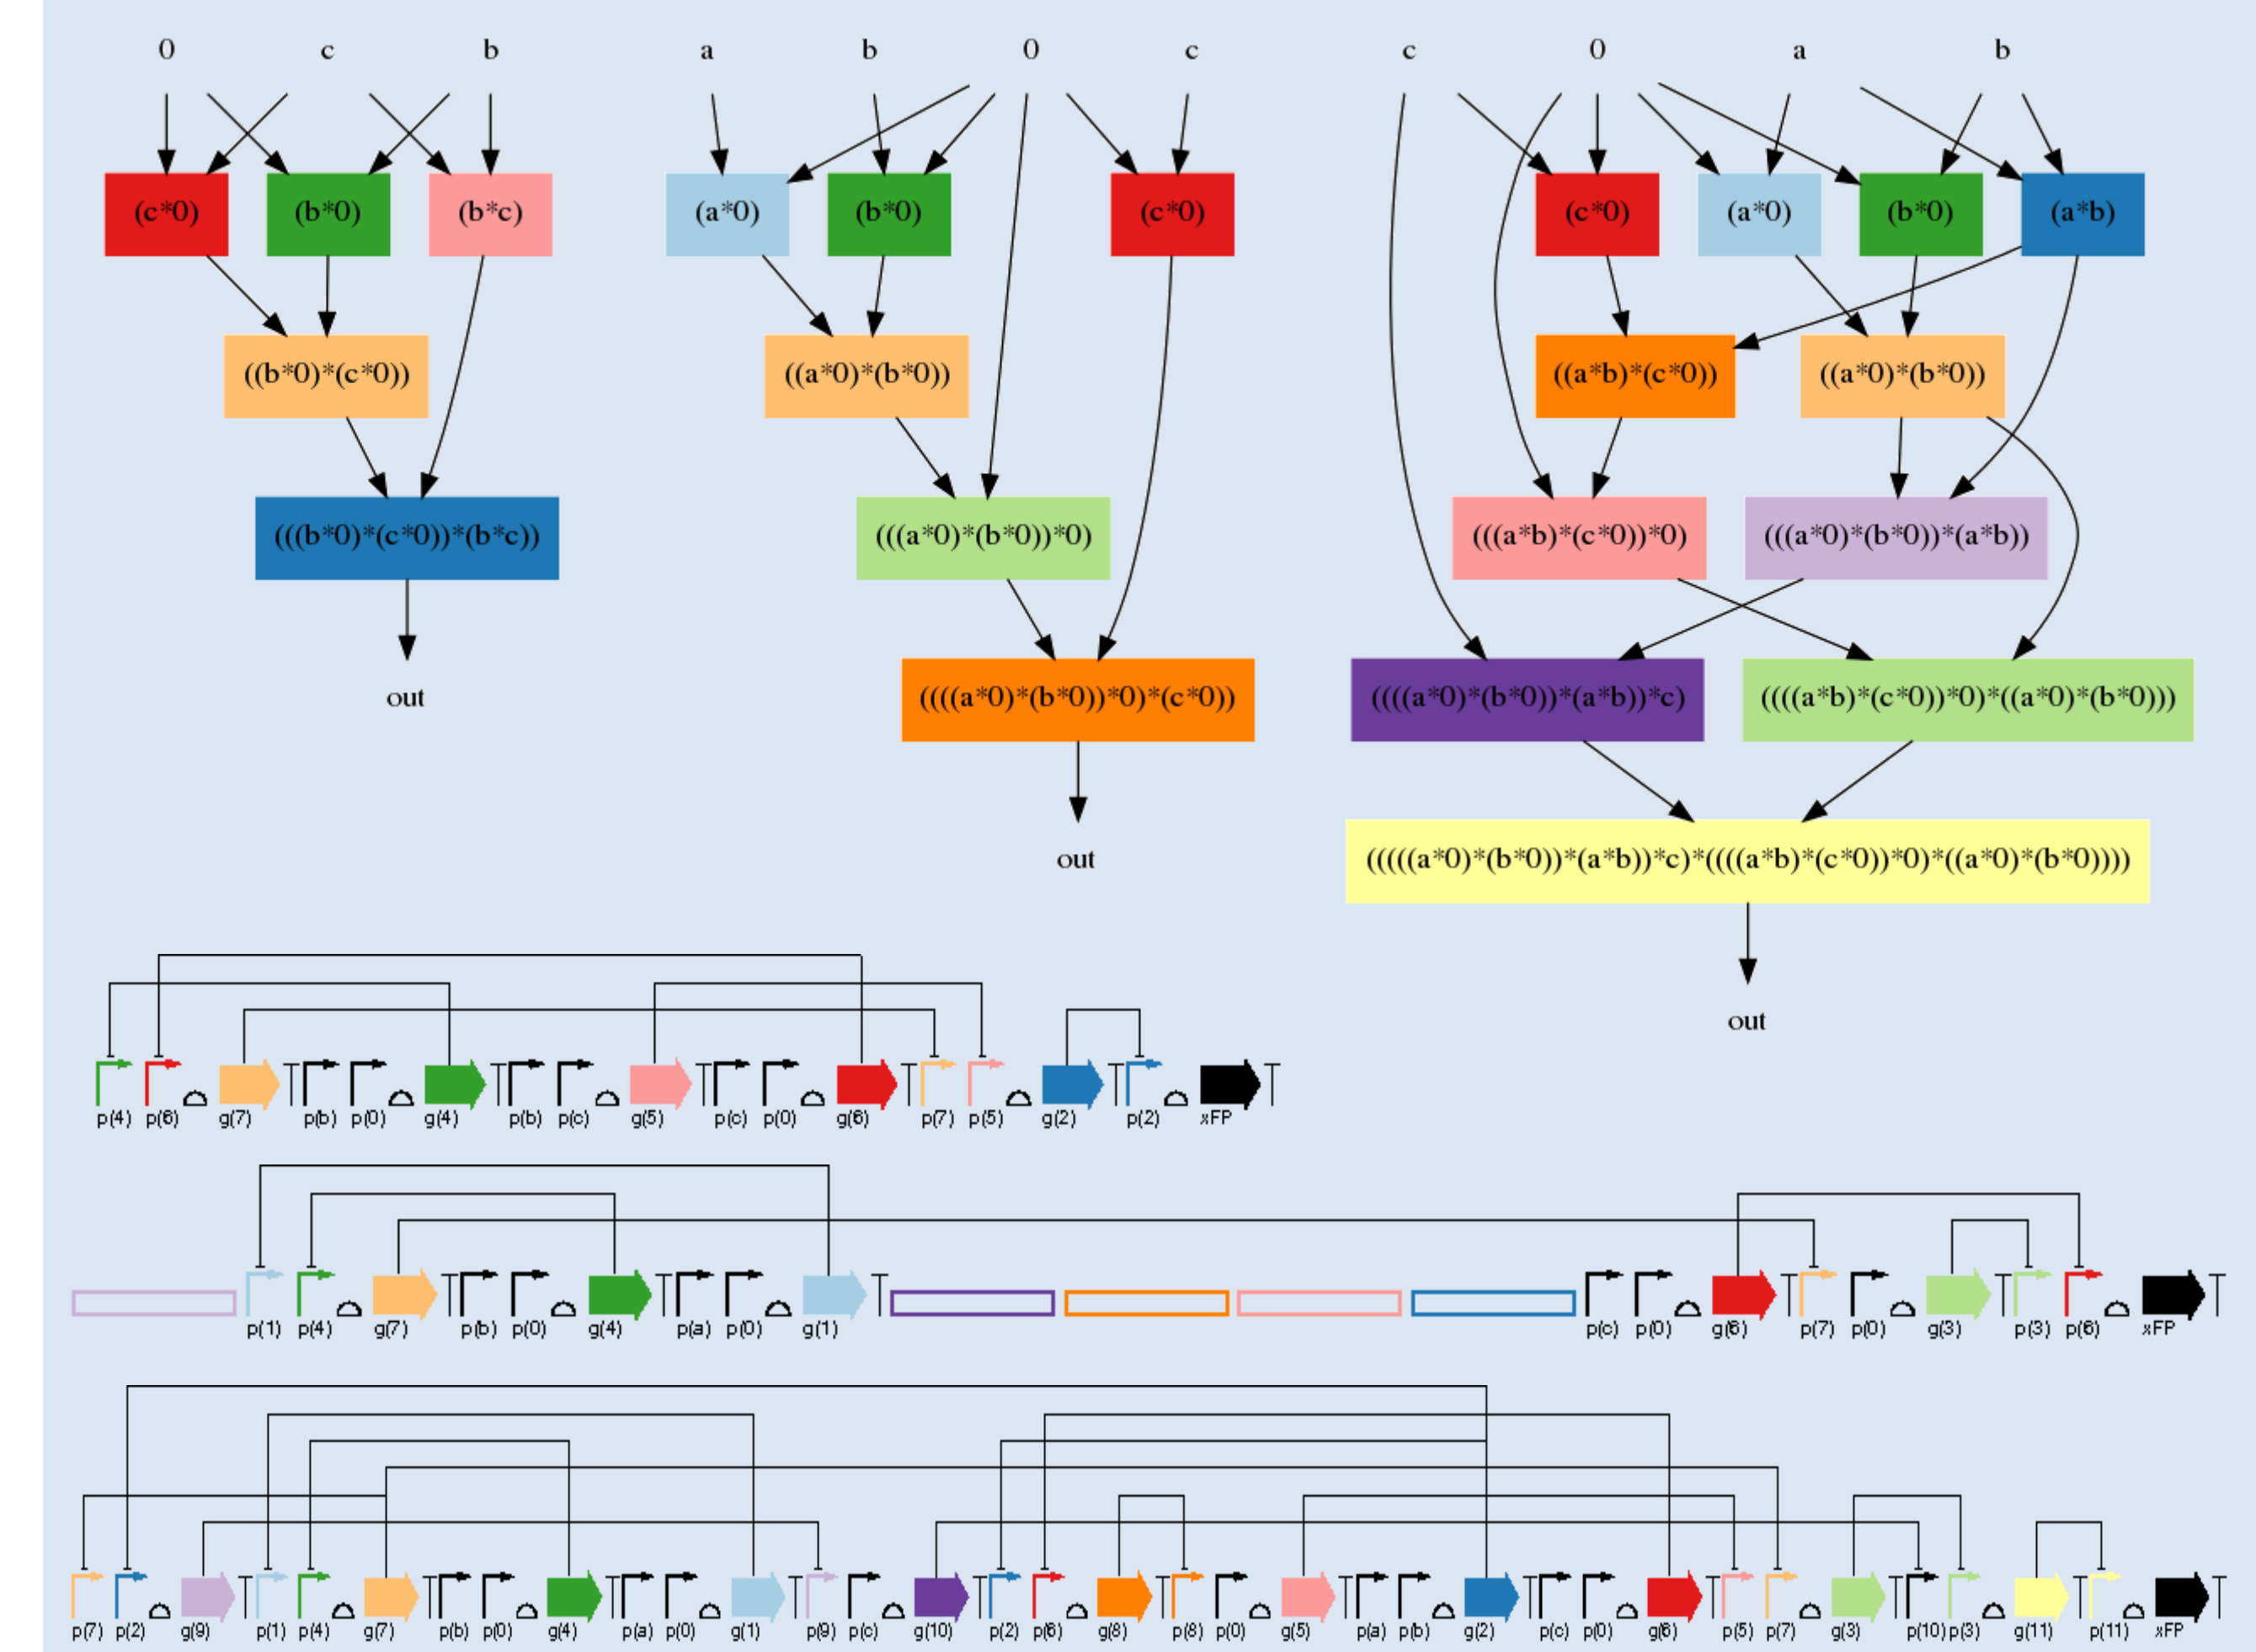 0 c b a b 0 c c 0 a b
(c*0) (b*0) (b*c) (a*0) (b*0) (c*0) (c*0) (a*0) (b*0) (a*b)
((b*0)*(c*0)) ((a*0)*(b*0)) ((a*b)*(c*0)) ((a*0)*(b*0))
(((b*0)*(c*0))*(b*c)) (((a*0)*(b*0))*0) (((a*b)*(c*0))*0) (((a*0)*(b*0))*(a*b))
out ((((a*0)*(b*0))*0)*(c*0)) ((((a*0)*(b*0))*(a*b))*c) ((((a*b)*(c*0))*0)*((a*0)*(b*0)))
out (((((a*0)*(b*0))*(a*b))*c)*((((a*b)*(c*0))*0)*((a*0)*(b*0))))
out
p(4) p(6) g(7) p(b) p(0) g(4) p(b) p(c) g(5) p(c) p(0) g(6) p(7) p(5) g(2) p(2) xFP
p(1) p(4) g(7) p(b) p(0) g(4) p(a) p(0) g(1) p(c) p(0) g(6) p(7) p(0) g(3) p(3) p(6) xFP
p(7) p(2) g(9) p(1) p(4) g(7) p(b) p(0) g(4) p(a) p(0) g(1) p(9) p(c) g(10) p(2) p(6) g(8) p(8) p(0) g(5) p(a) p(b) g(2) p(c) p(0) g(6) p(5) p(7) g(3) p(10) p(3) g(11) p(11) xFP